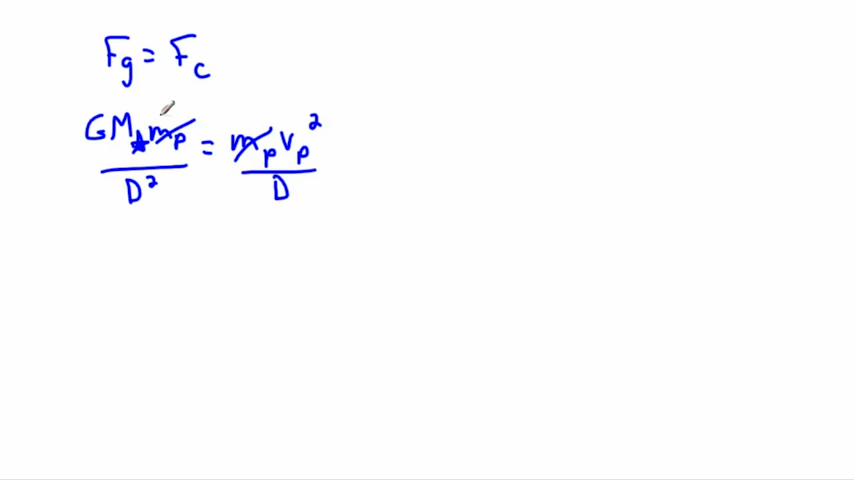 Fg = Fc
GM★mp = mpvp²
D² D